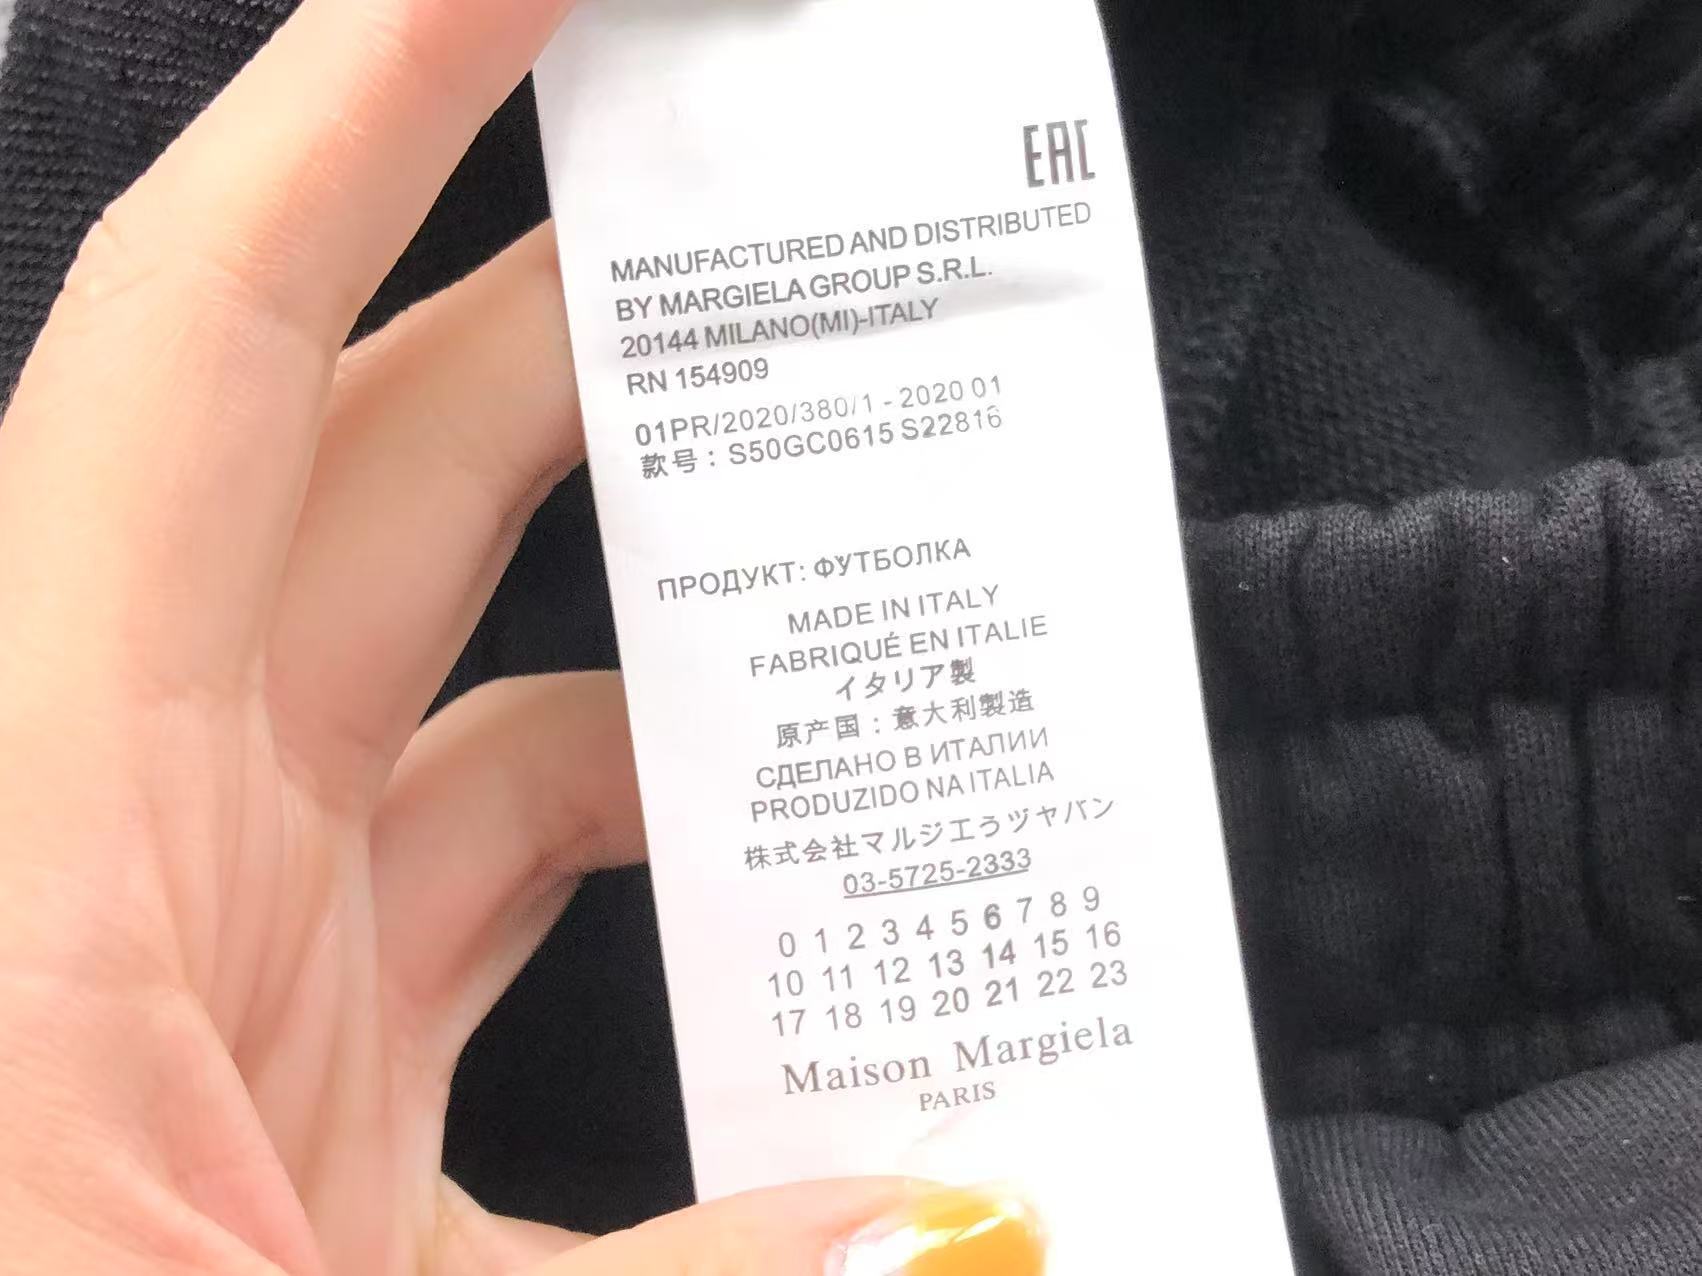 EAC
MANUFACTURED AND DISTRIBUTED
BY MARGIELA GROUP S.R.L.
20144 MILANO(MI)-ITALY
RN 154909
01PR/2020/380/1 - 2020 01
款号：S50GC0615 S22816
ПРОДУКТ: ФУТБОЛКА
MADE IN ITALY
FABRIQUÉ EN ITALIE
イタリア製
原产国：意大利製造
СДЕЛАНО В ИТАЛИИ
PRODUZIDO NA ITALIA
株式会社マルジエうヅヤバン
03-5725-2333
0 1 2 3 4 5 6 7 8 9
10 11 12 13 14 15 16
17 18 19 20 21 22 23
Maison Margiela
PARIS